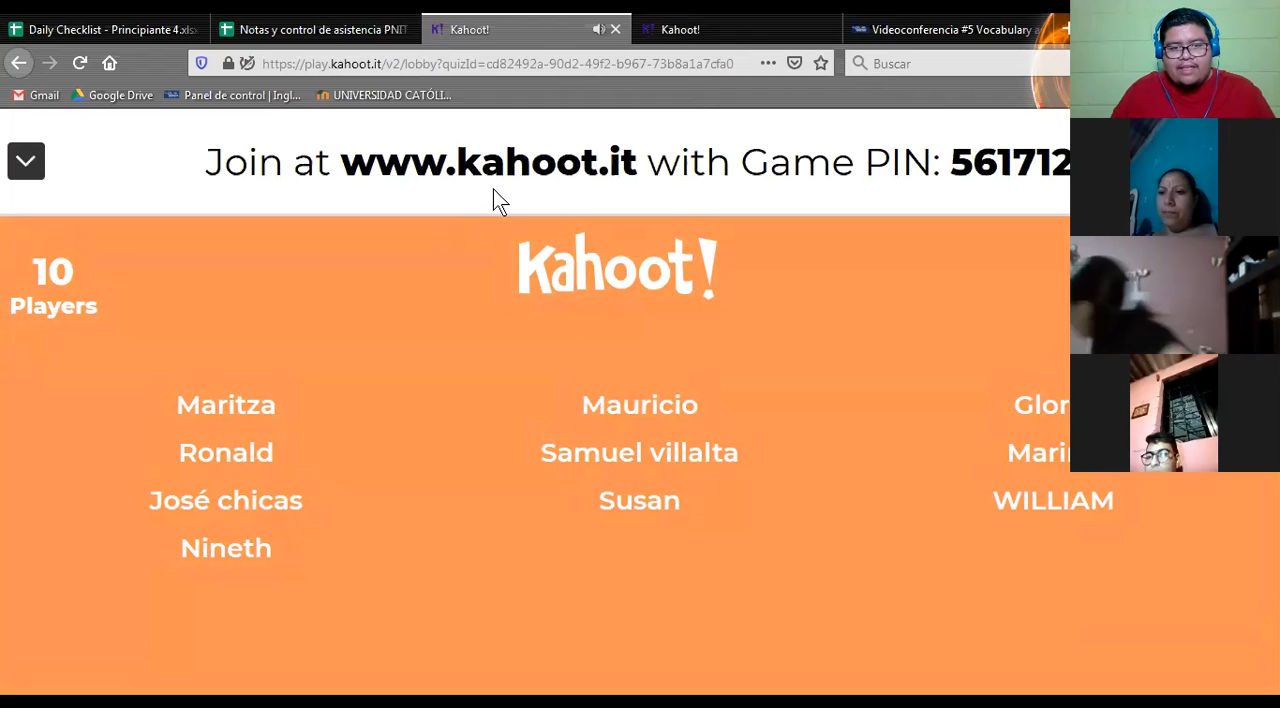 Daily Checklist - Principiante 4.xlsx
Notas y control de asistencia PNIT
Kahoot!
Kahoot!
Videoconferencia #5 Vocabulary a
https://play.kahoot.it/v2/lobby?quizId=cd82492a-90d2-49f2-b967-73b8a1a7cfa0
Buscar
Gmail
Google Drive
Panel de control | Ingl...
UNIVERSIDAD CATÓLI...
Join at www.kahoot.it with Game PIN: 561712
10
Players
Kahoot!
Maritza Mauricio Glor
Ronald Samuel villalta Mari
José chicas Susan WILLIAM
Nineth